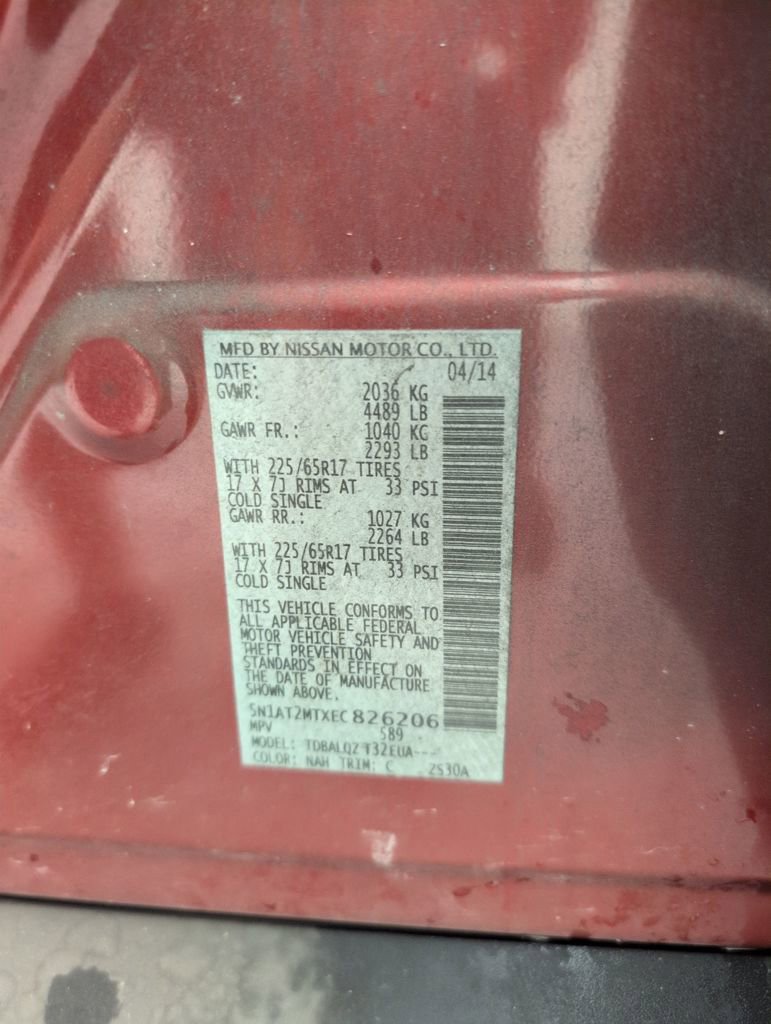 MFD BY NISSAN MOTOR CO., LTD.
DATE: 04/14
GVWR: 2036 KG
4489 LB
GAWR FR.: 1040 KG
2293 LB
WITH 225/65R17 TIRES
17 X 7J RIMS AT 33 PSI
COLD SINGLE
GAWR RR.: 1027 KG
2264 LB
WITH 225/65R17 TIRES
17 X 7J RIMS AT 33 PSI
COLD SINGLE
THIS VEHICLE CONFORMS TO
ALL APPLICABLE FEDERAL
MOTOR VEHICLE SAFETY AND
THEFT PREVENTION
STANDARDS IN EFFECT ON
THE DATE OF MANUFACTURE
SHOWN ABOVE.
5N1AT2MTXEC826206
MPV 589
MODEL: TDBALQZ T32EUA---
COLOR: NAH TRIM: C 2S30A